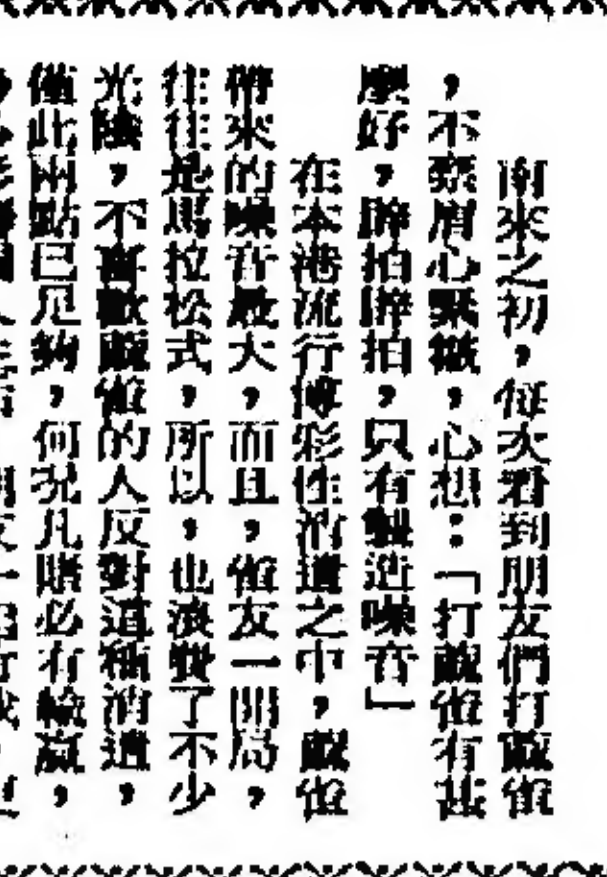 南來之初,每次看到朋友們打麻雀
,不禁眉心緊皺,心想:「打麻雀有甚
麼好,劈拍劈拍,只有製造噪音」
在本港流行博彩性消遣之中,麻雀
帶來的噪音最大,而且,雀友一開局,
往往是馬拉松式,所以,也浪費了不少
光陰,不喜歡麻雀的人反對這種消遣,
僅此兩點已足夠,何況凡賭必有輸贏,